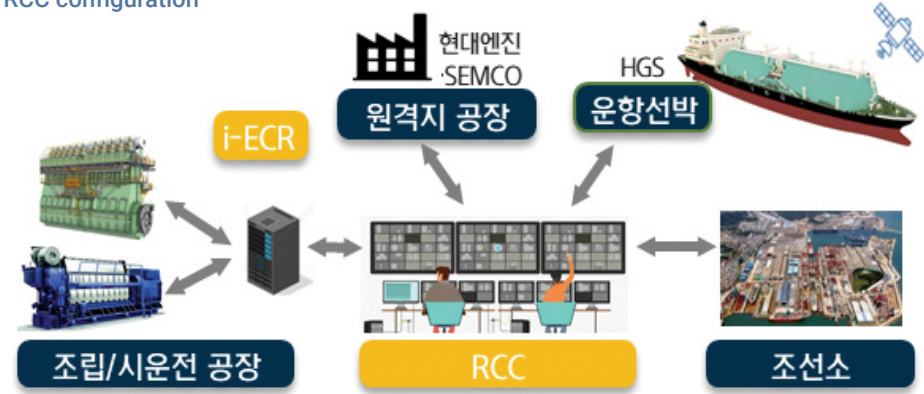 RCC configuration
현대엔진
·SEMCO
원격지 공장
HGS
운항선박
i-ECR
조립/시운전 공장
RCC
조선소